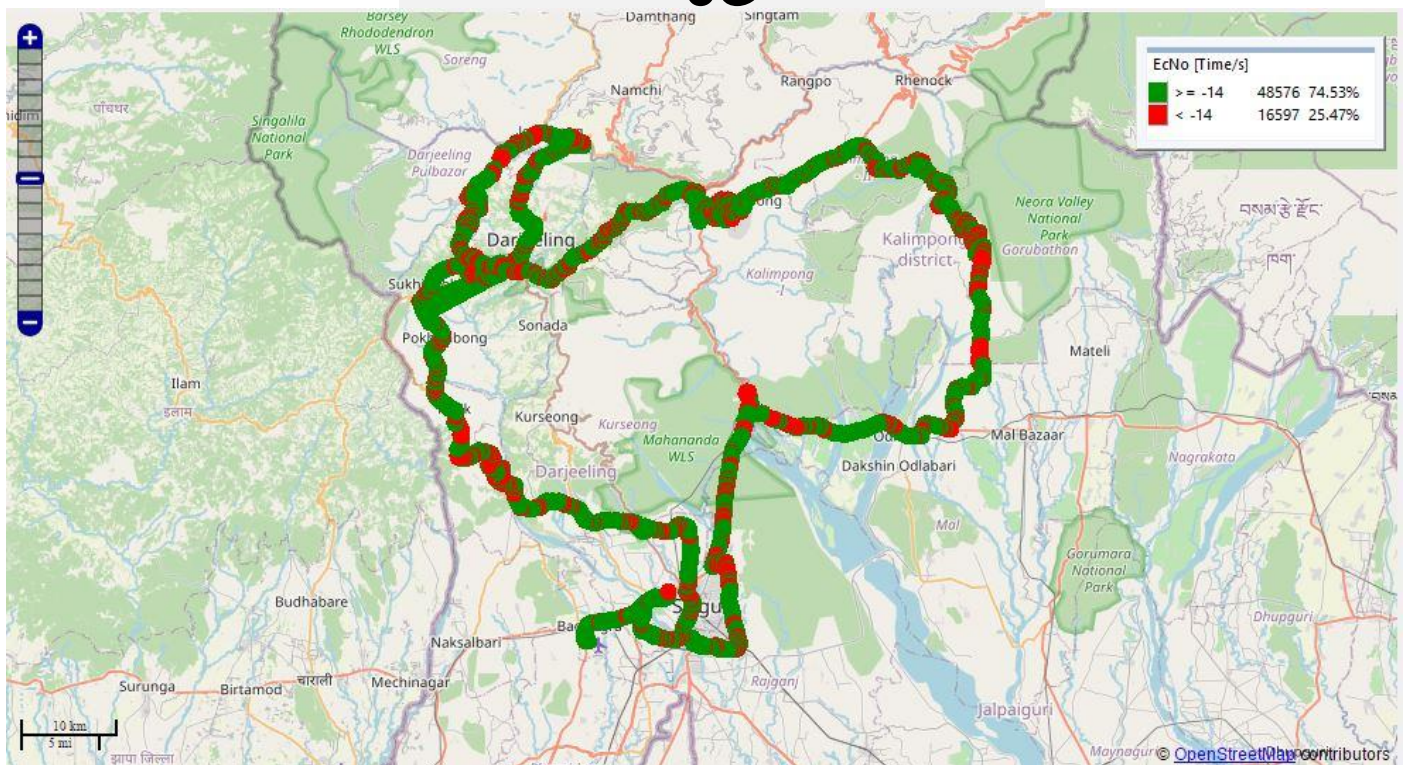 Barsey
Rhododendron
WLS
Damthang
Singtam
Soreng
Rangpo
Rhenock
Namchi
पाँचथर
Singalila
National
Park
Darjeeling
Pulbazar
EcNo [Time/s]
>= -14 48576 74.53%
< -14 16597 25.47%
Neora Valley
National
Park
Gorubathan
Kalimpong
district
Kalimpong
-I
Darjeeling
Sonada
Ilam
इलाम
Mateli
Kurseong
Kurseong
Mahananda
WLS
Darjeeling
Mal Bazaar
Dakshin Odlabari
Nagrakata
Mal
Gorumara
National
Park
Budhabare
Dhupguri
Naksalbari
Surunga
Birtamod
चाराली
Mechinagar
Rajganj
Jalpaiguri
10 km
5 mi
झापा जिल्ला
© OpenStreetMap contributors